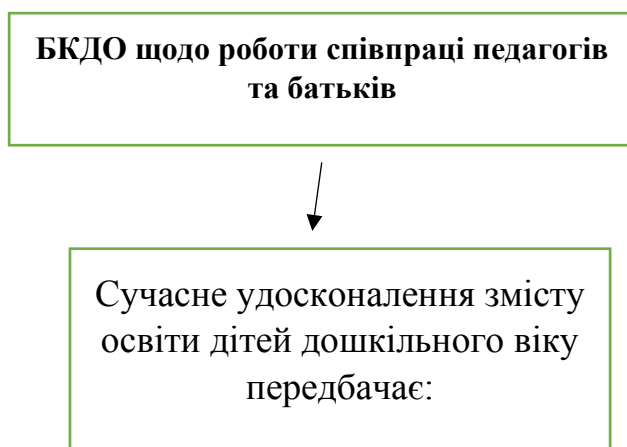 БКДО щодо роботи співпраці педагогів
та батьків
Сучасне удосконалення змісту
освіти дітей дошкільного віку
передбачає: